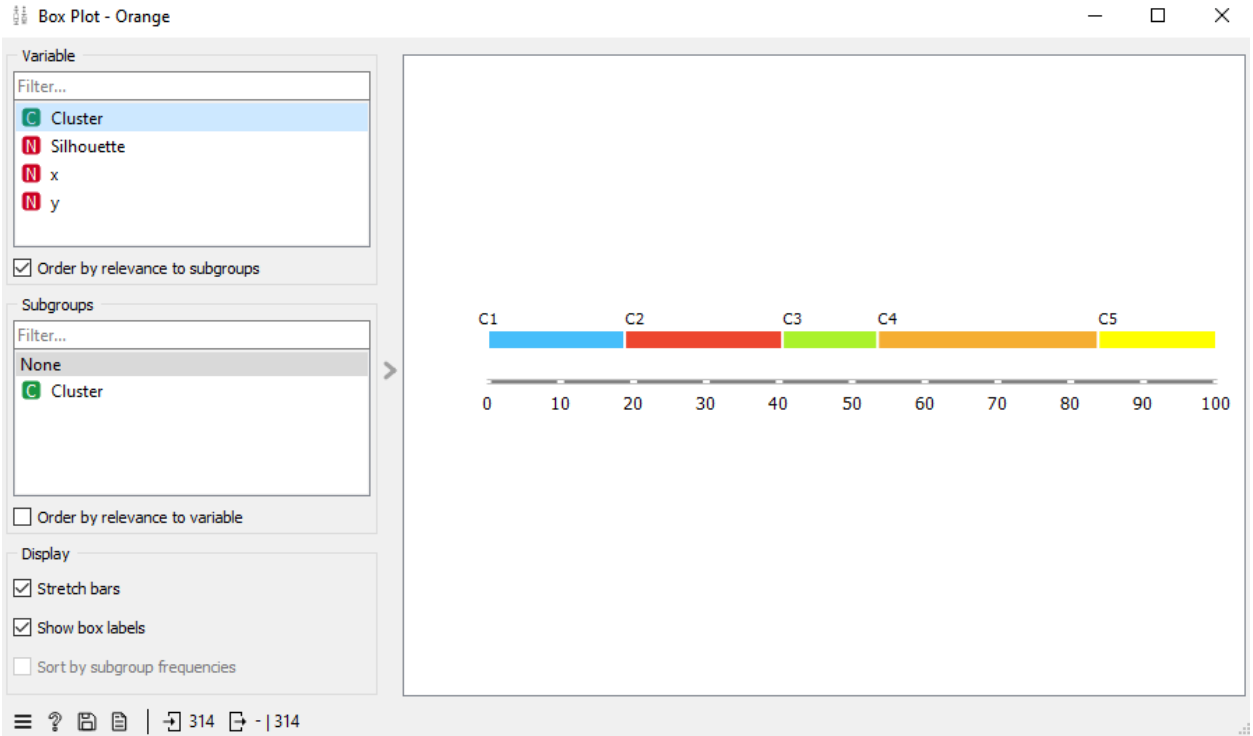 Box Plot - Orange
Variable
Filter...
C Cluster
N Silhouette
N x
N y
Order by relevance to subgroups
Subgroups
Filter...
None
C Cluster
Order by relevance to variable
Display
Stretch bars
Show box labels
Sort by subgroup frequencies
C1 C2 C3 C4 C5
0 10 20 30 40 50 60 70 80 90 100
? 314 - | 314